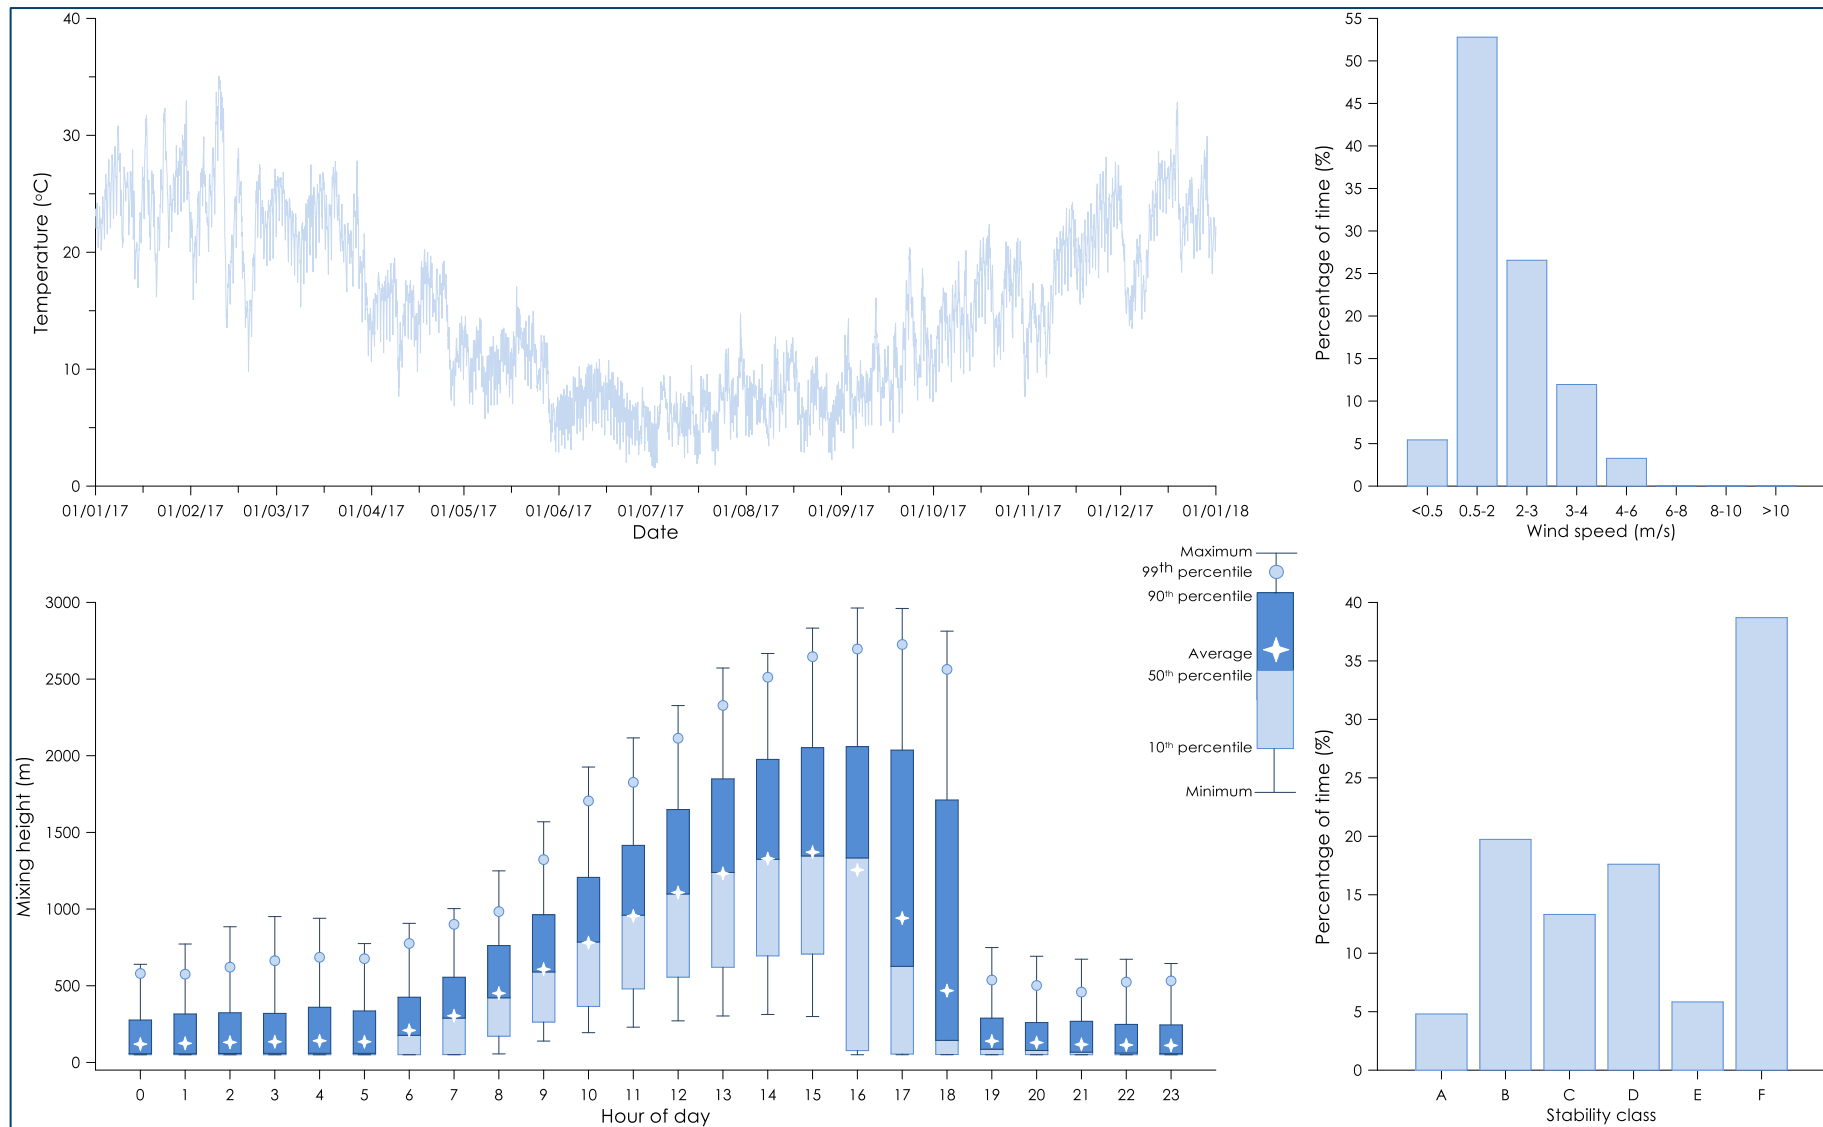 40
30
20
10
0
Temperature (°C)
01/01/17 01/02/17 01/03/17 01/04/17 01/05/17 01/06/17 01/07/17 01/08/17 01/09/17 01/10/17 01/11/17 01/12/17 01/01/18
Date
55
50
45
40
35
30
25
20
15
10
5
0
Percentage of time (%)
<0.5 0.5-2 2-3 3-4 4-6 6-8 8-10 >10
Wind speed (m/s)
3000
2500
2000
1500
1000
500
0
Mixing height (m)
0 1 2 3 4 5 6 7 8 9 10 11 12 13 14 15 16 17 18 19 20 21 22 23
Hour of day
Maximum
99th percentile
90th percentile
Average
50th percentile
10th percentile
Minimum
40
35
30
25
20
15
10
5
0
Percentage of time (%)
A B C D E F
Stability class